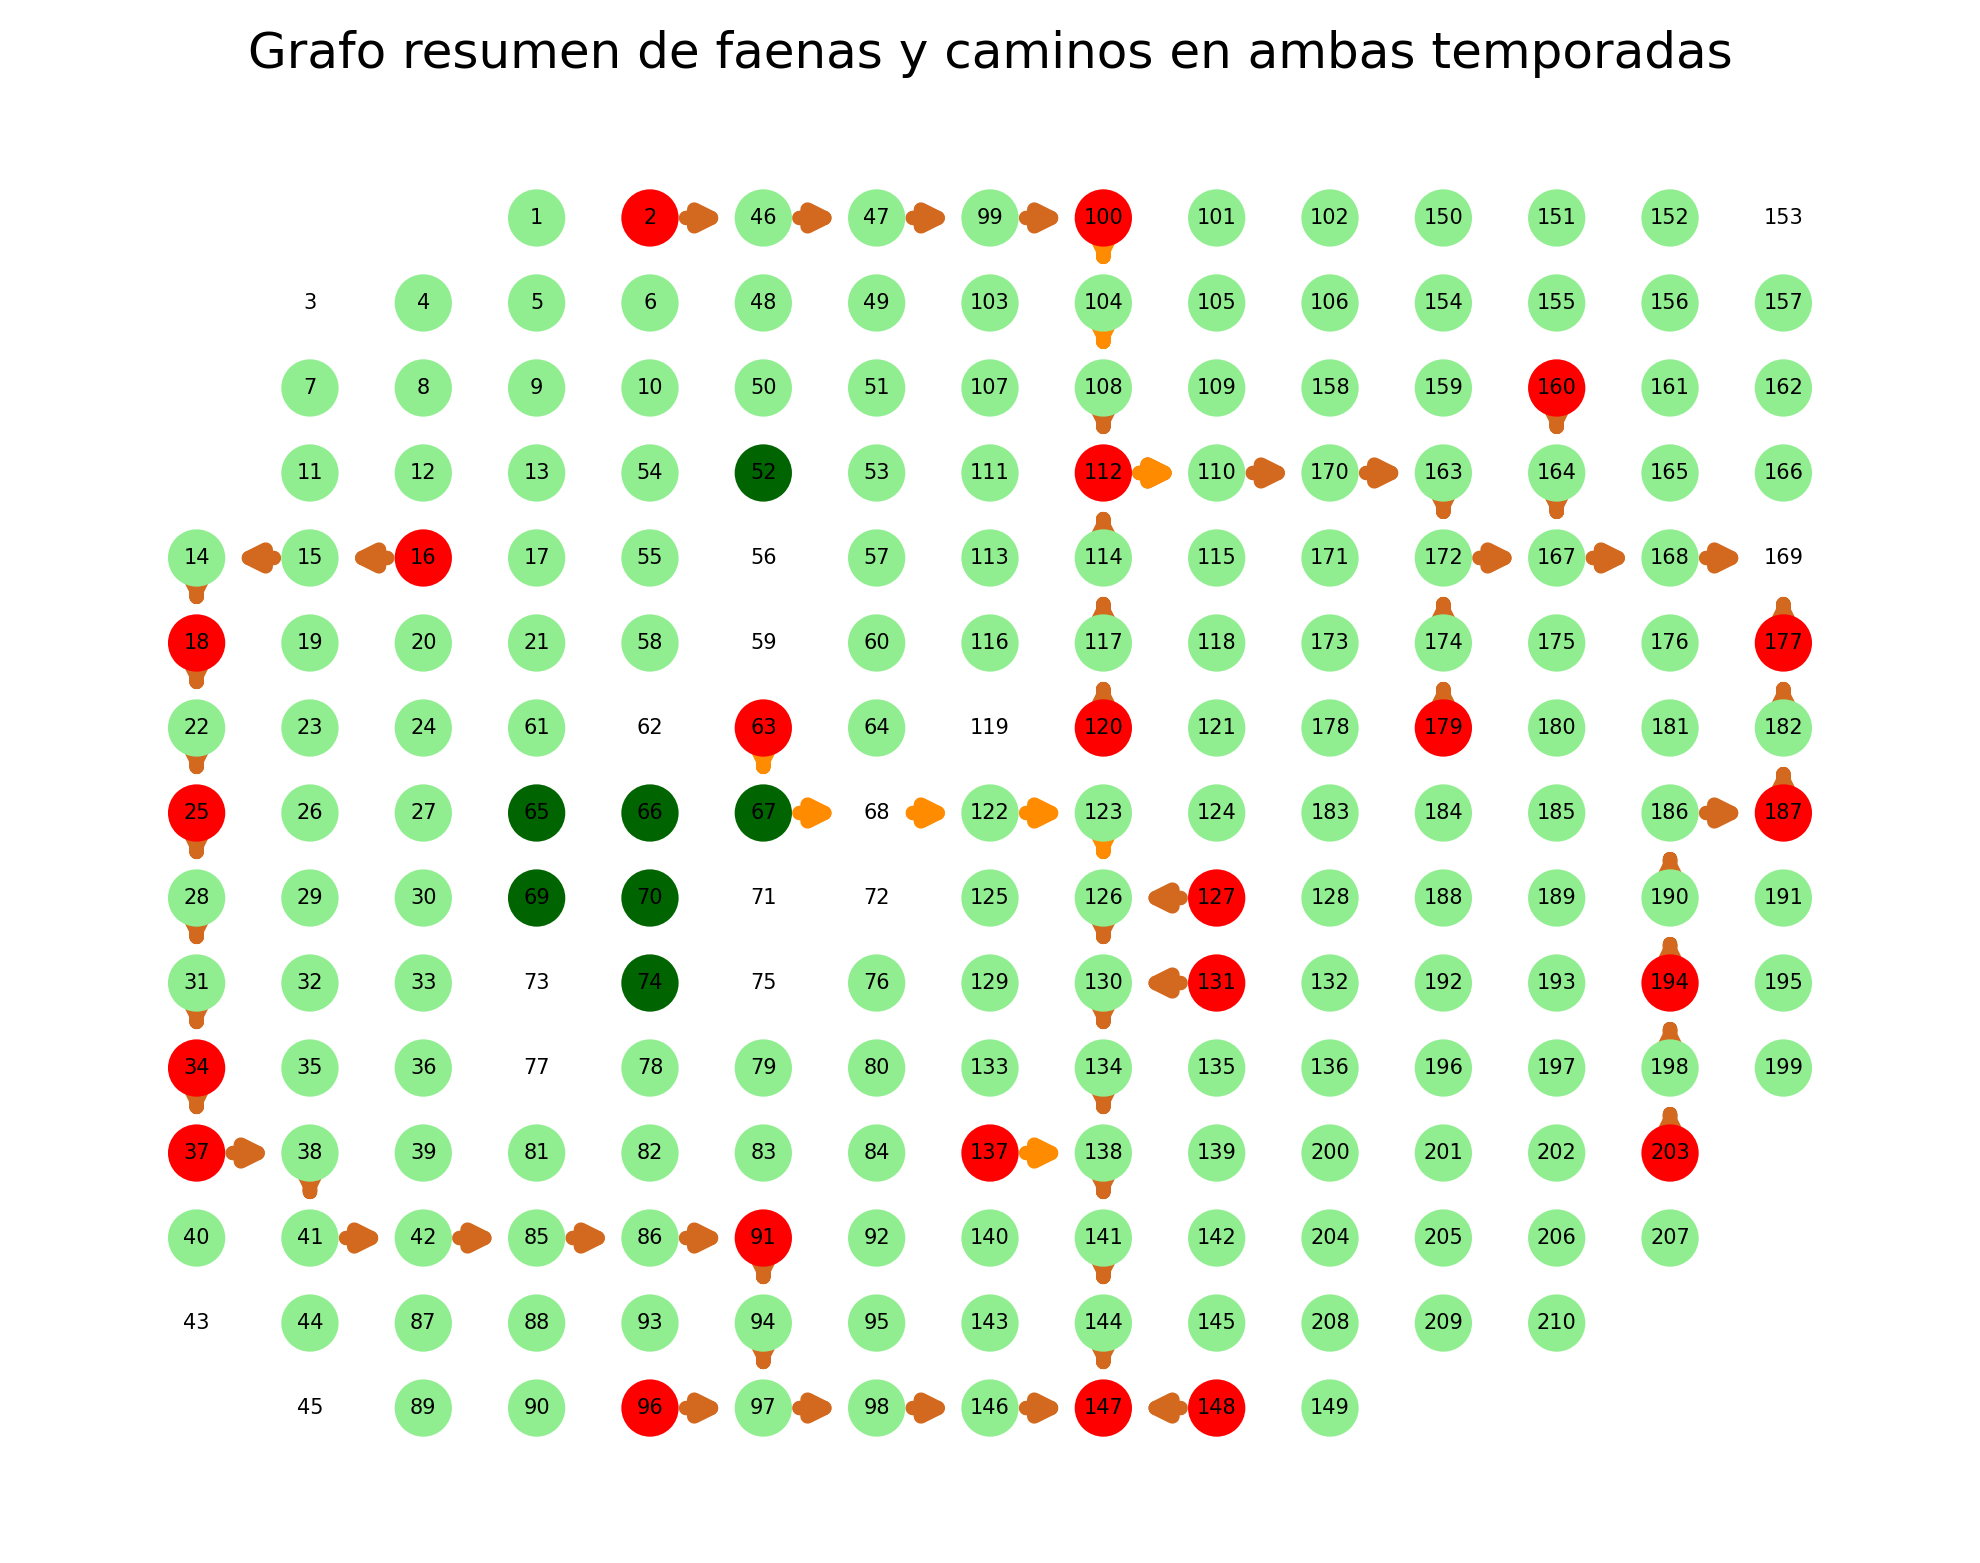 Grafo resumen de faenas y caminos en ambas temporadas
1 2 46 47 99 100 101 102 150 151 152 153
3 4 5 6 48 49 103 104 105 106 154 155 156 157
7 8 9 10 50 51 107 108 109 158 159 160 161 162
11 12 13 54 52 53 111 112 110 170 163 164 165 166
14 15 16 17 55 56 57 113 114 115 171 172 167 168 169
18 19 20 21 58 59 60 116 117 118 173 174 175 176 177
22 23 24 61 62 63 64 119 120 121 178 179 180 181 182
25 26 27 65 66 67 68 122 123 124 183 184 185 186 187
28 29 30 69 70 71 72 125 126 127 128 188 189 190 191
31 32 33 73 74 75 76 129 130 131 132 192 193 194 195
34 35 36 77 78 79 80 133 134 135 136 196 197 198 199
37 38 39 81 82 83 84 137 138 139 200 201 202 203
40 41 42 85 86 91 92 140 141 142 204 205 206 207
43 44 87 88 93 94 95 143 144 145 208 209 210
45 89 90 96 97 98 146 147 148 149